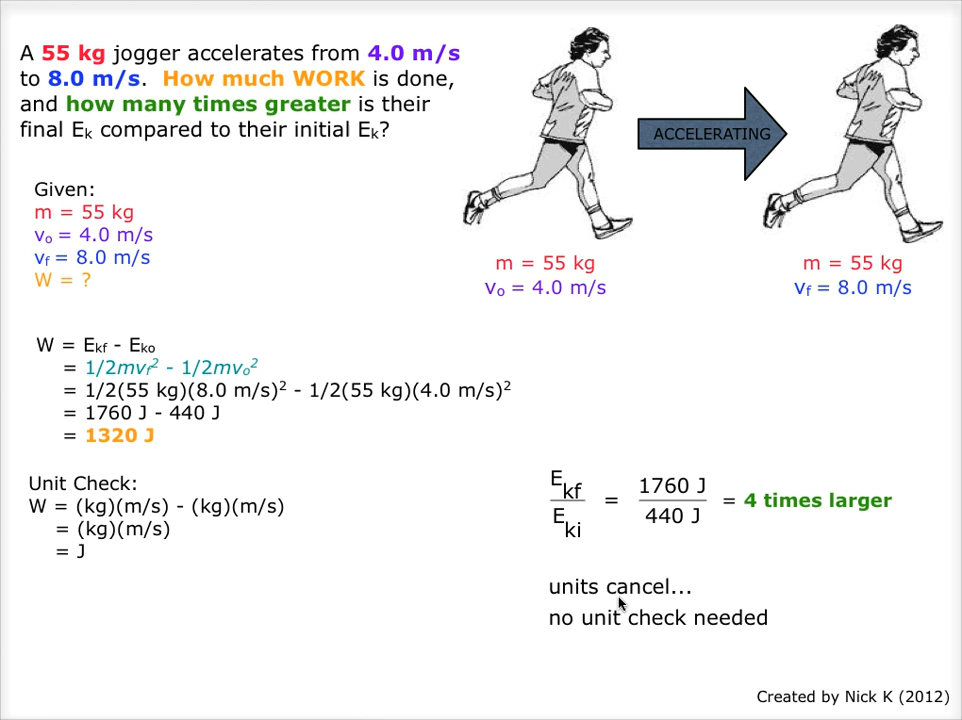 A 55 kg jogger accelerates from 4.0 m/s
to 8.0 m/s. How much WORK is done,
and how many times greater is their
final Ek compared to their initial Ek?
ACCELERATING
Given:
m = 55 kg
vo = 4.0 m/s
vf = 8.0 m/s
W = ?
m = 55 kg
vo = 4.0 m/s
m = 55 kg
vf = 8.0 m/s
W = Ekf - Eko
= 1/2mvf² - 1/2mvo²
= 1/2(55 kg)(8.0 m/s)² - 1/2(55 kg)(4.0 m/s)²
= 1760 J - 440 J
= 1320 J
Unit Check:
W = (kg)(m/s) - (kg)(m/s)
= (kg)(m/s)
= J
Ekf / Eki = 1760 J / 440 J = 4 times larger
units cancel...
no unit check needed
Created by Nick K (2012)